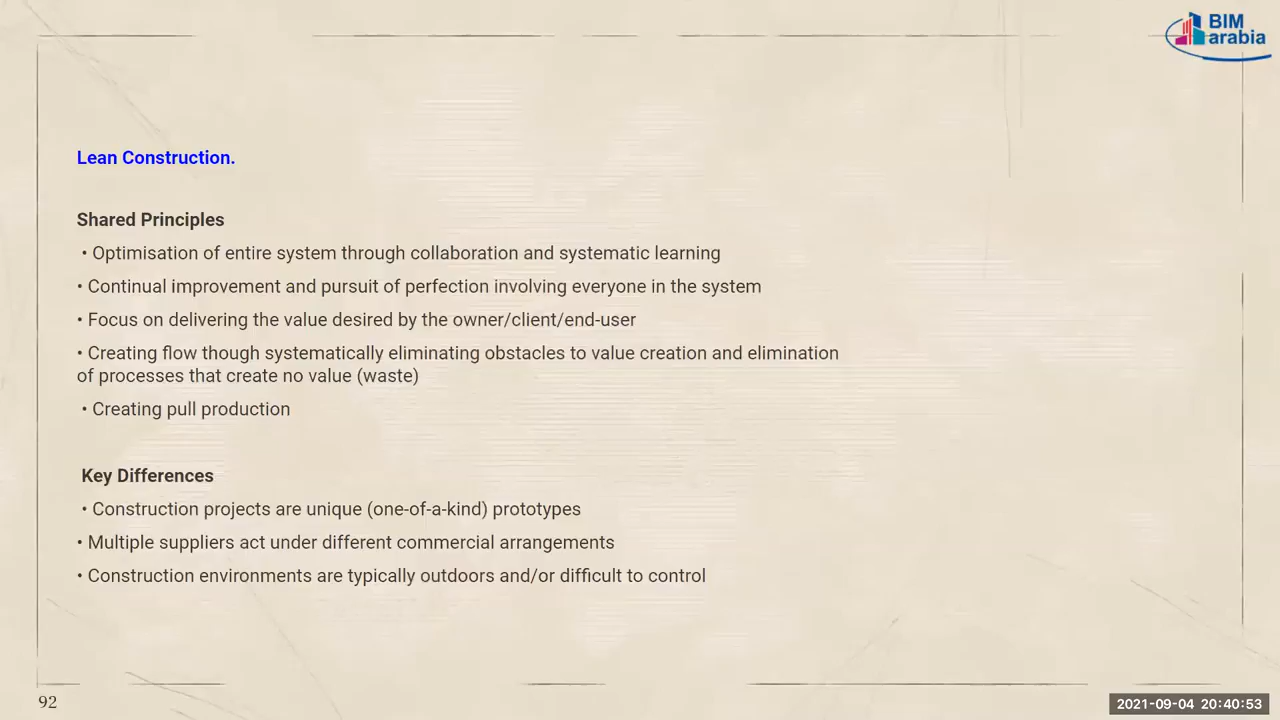 BIM
arabia
Lean Construction.
Shared Principles
• Optimisation of entire system through collaboration and systematic learning
• Continual improvement and pursuit of perfection involving everyone in the system
• Focus on delivering the value desired by the owner/client/end-user
• Creating flow though systematically eliminating obstacles to value creation and elimination
of processes that create no value (waste)
• Creating pull production
Key Differences
• Construction projects are unique (one-of-a-kind) prototypes
• Multiple suppliers act under different commercial arrangements
• Construction environments are typically outdoors and/or difficult to control
92
2021-09-04 20:40:53